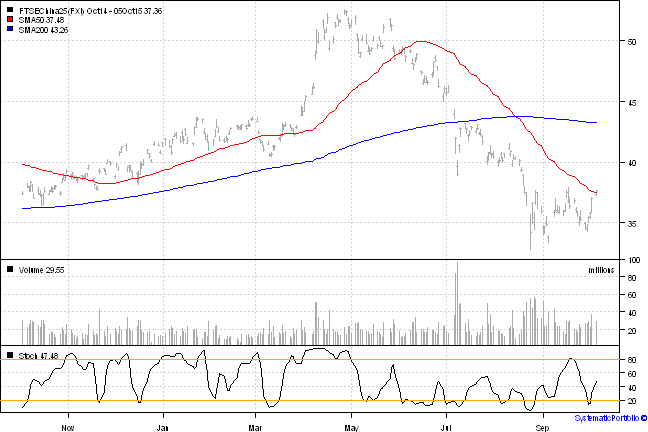 FTSEChina25(FXI) Oct14 - 05Oct15 37.36
SMA50 37.48
SMA200 43.26
50
45
40
35
Volume 29.55
millions
100
80
60
40
20
Stoch 47.48
80
60
40
20
Nov Jan Mar May Jul Sep
SystematicPortfolio ©